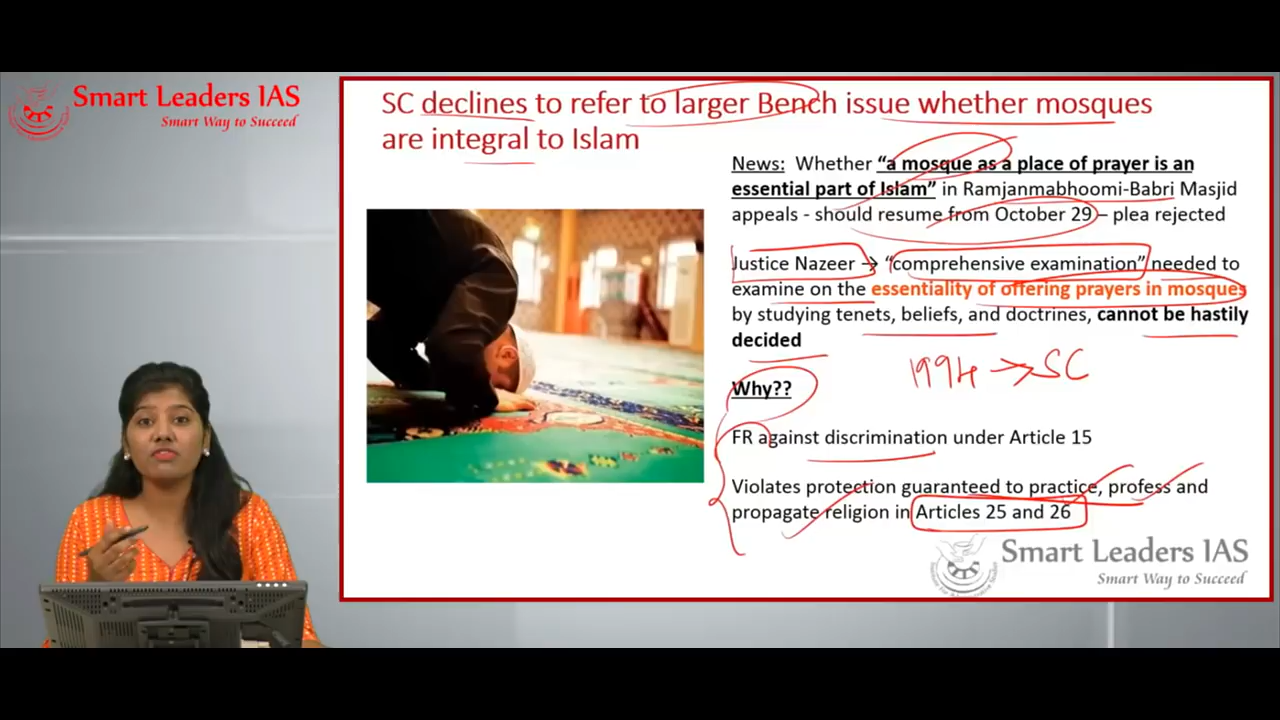 Smart Leaders IAS
Smart Way to Succeed
SC declines to refer to larger Bench issue whether mosques
are integral to Islam
News: Whether “a mosque as a place of prayer is an
essential part of Islam” in Ramjanmabhoomi-Babri Masjid
appeals - should resume from October 29 – plea rejected
Justice Nazeer → “comprehensive examination” needed to
examine on the essentiality of offering prayers in mosques
by studying tenets, beliefs, and doctrines, cannot be hastily
decided
1994 → SC
Why??
FR against discrimination under Article 15
Violates protection guaranteed to practice, profess and
propagate religion in Articles 25 and 26
Smart Leaders IAS
Smart Way to Succeed